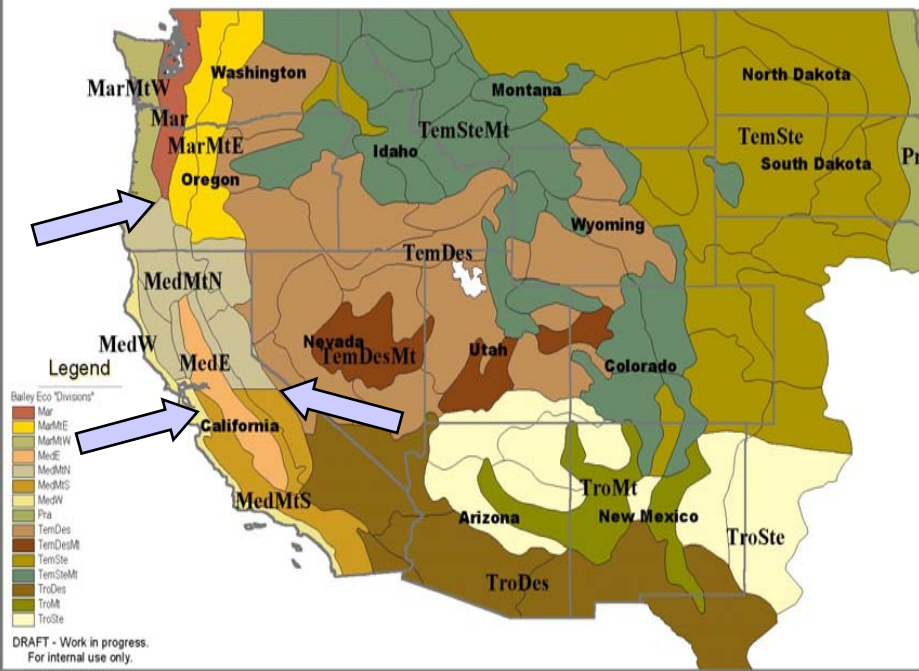 Washington
Montana
North Dakota
MarMtW
Mar
TemSteMt
TemSte
MarMtE
Idaho
South Dakota
Pr
Oregon
Wyoming
TemDes
MedMtN
MedW
Nevada
TemDesMt
Utah
MedE
Colorado
California
MedMtS
TroMt
Arizona
New Mexico
TroSte
TroDes
Legend
Bailey Eco "Divisions"
Mar
MarMtE
MarMtW
MedE
MedMtN
MedMtS
MedW
Pra
TemDes
TemDesMt
TemSte
TemSteMt
TroDes
TroMt
TroSte
DRAFT - Work in progress.
For internal use only.